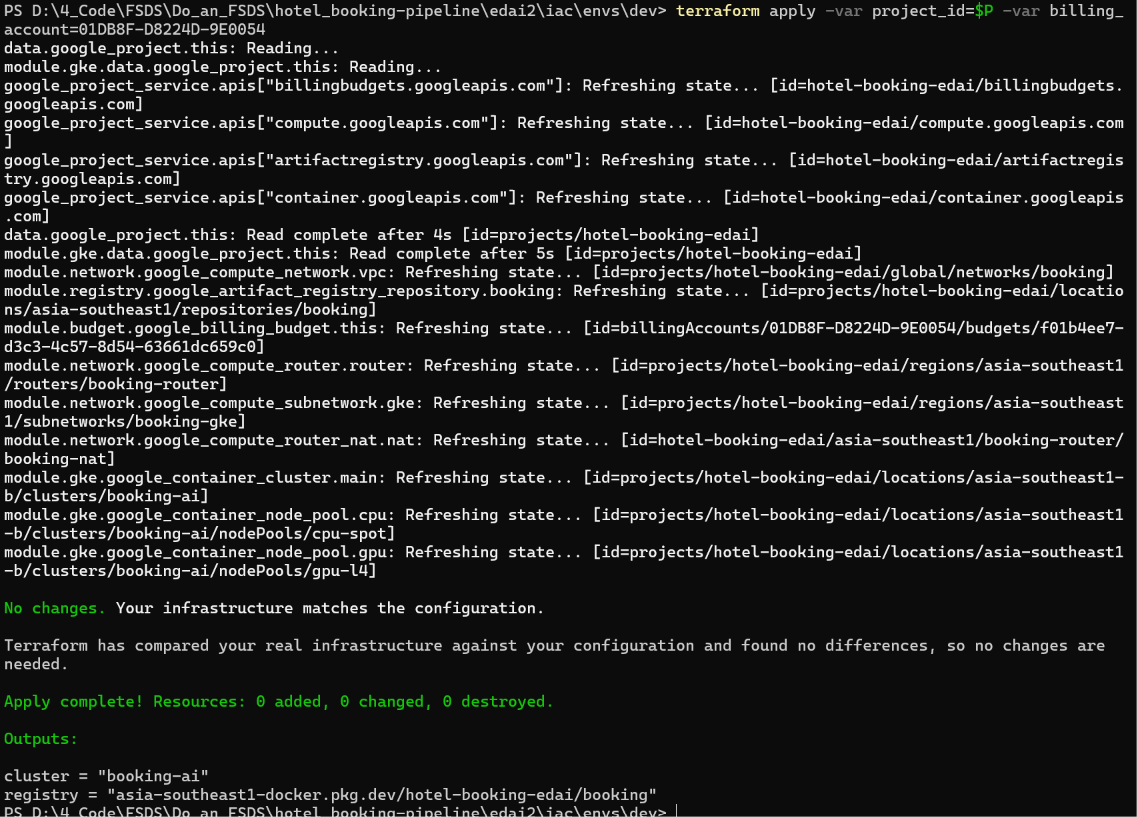 PS D:\4_Code\FSDS\Do_an_FSDS\hotel_booking-pipeline\edai2\iac\envs\dev> terraform apply -var project_id=$P -var billing_
account=01DB8F-D8224D-9E0054
data.google_project.this: Reading...
module.gke.data.google_project.this: Reading...
google_project_service.apis["billingbudgets.googleapis.com"]: Refreshing state... [id=hotel-booking-edai/billingbudgets.
googleapis.com]
google_project_service.apis["compute.googleapis.com"]: Refreshing state... [id=hotel-booking-edai/compute.googleapis.com
]
google_project_service.apis["artifactregistry.googleapis.com"]: Refreshing state... [id=hotel-booking-edai/artifactregis
try.googleapis.com]
google_project_service.apis["container.googleapis.com"]: Refreshing state... [id=hotel-booking-edai/container.googleapis
.com]
data.google_project.this: Read complete after 4s [id=projects/hotel-booking-edai]
module.gke.data.google_project.this: Read complete after 5s [id=projects/hotel-booking-edai]
module.network.google_compute_network.vpc: Refreshing state... [id=projects/hotel-booking-edai/global/networks/booking]
module.registry.google_artifact_registry_repository.booking: Refreshing state... [id=projects/hotel-booking-edai/locatio
ns/asia-southeast1/repositories/booking]
module.budget.google_billing_budget.this: Refreshing state... [id=billingAccounts/01DB8F-D8224D-9E0054/budgets/f01b4ee7-
d3c3-4c57-8d54-63661dc659c0]
module.network.google_compute_router.router: Refreshing state... [id=projects/hotel-booking-edai/regions/asia-southeast1
/routers/booking-router]
module.network.google_compute_subnetwork.gke: Refreshing state... [id=projects/hotel-booking-edai/regions/asia-southeast
1/subnetworks/booking-gke]
module.network.google_compute_router_nat.nat: Refreshing state... [id=hotel-booking-edai/asia-southeast1/booking-router/
booking-nat]
module.gke.google_container_cluster.main: Refreshing state... [id=projects/hotel-booking-edai/locations/asia-southeast1-
b/clusters/booking-ai]
module.gke.google_container_node_pool.cpu: Refreshing state... [id=projects/hotel-booking-edai/locations/asia-southeast1
-b/clusters/booking-ai/nodePools/cpu-spot]
module.gke.google_container_node_pool.gpu: Refreshing state... [id=projects/hotel-booking-edai/locations/asia-southeast1
-b/clusters/booking-ai/nodePools/gpu-l4]
No changes. Your infrastructure matches the configuration.
Terraform has compared your real infrastructure against your configuration and found no differences, so no changes are
needed.
Apply complete! Resources: 0 added, 0 changed, 0 destroyed.
Outputs:
cluster = "booking-ai"
registry = "asia-southeast1-docker.pkg.dev/hotel-booking-edai/booking"
PS D:\4_Code\FSDS\Do_an_FSDS\hotel_booking-pipeline\edai2\iac\envs\dev>